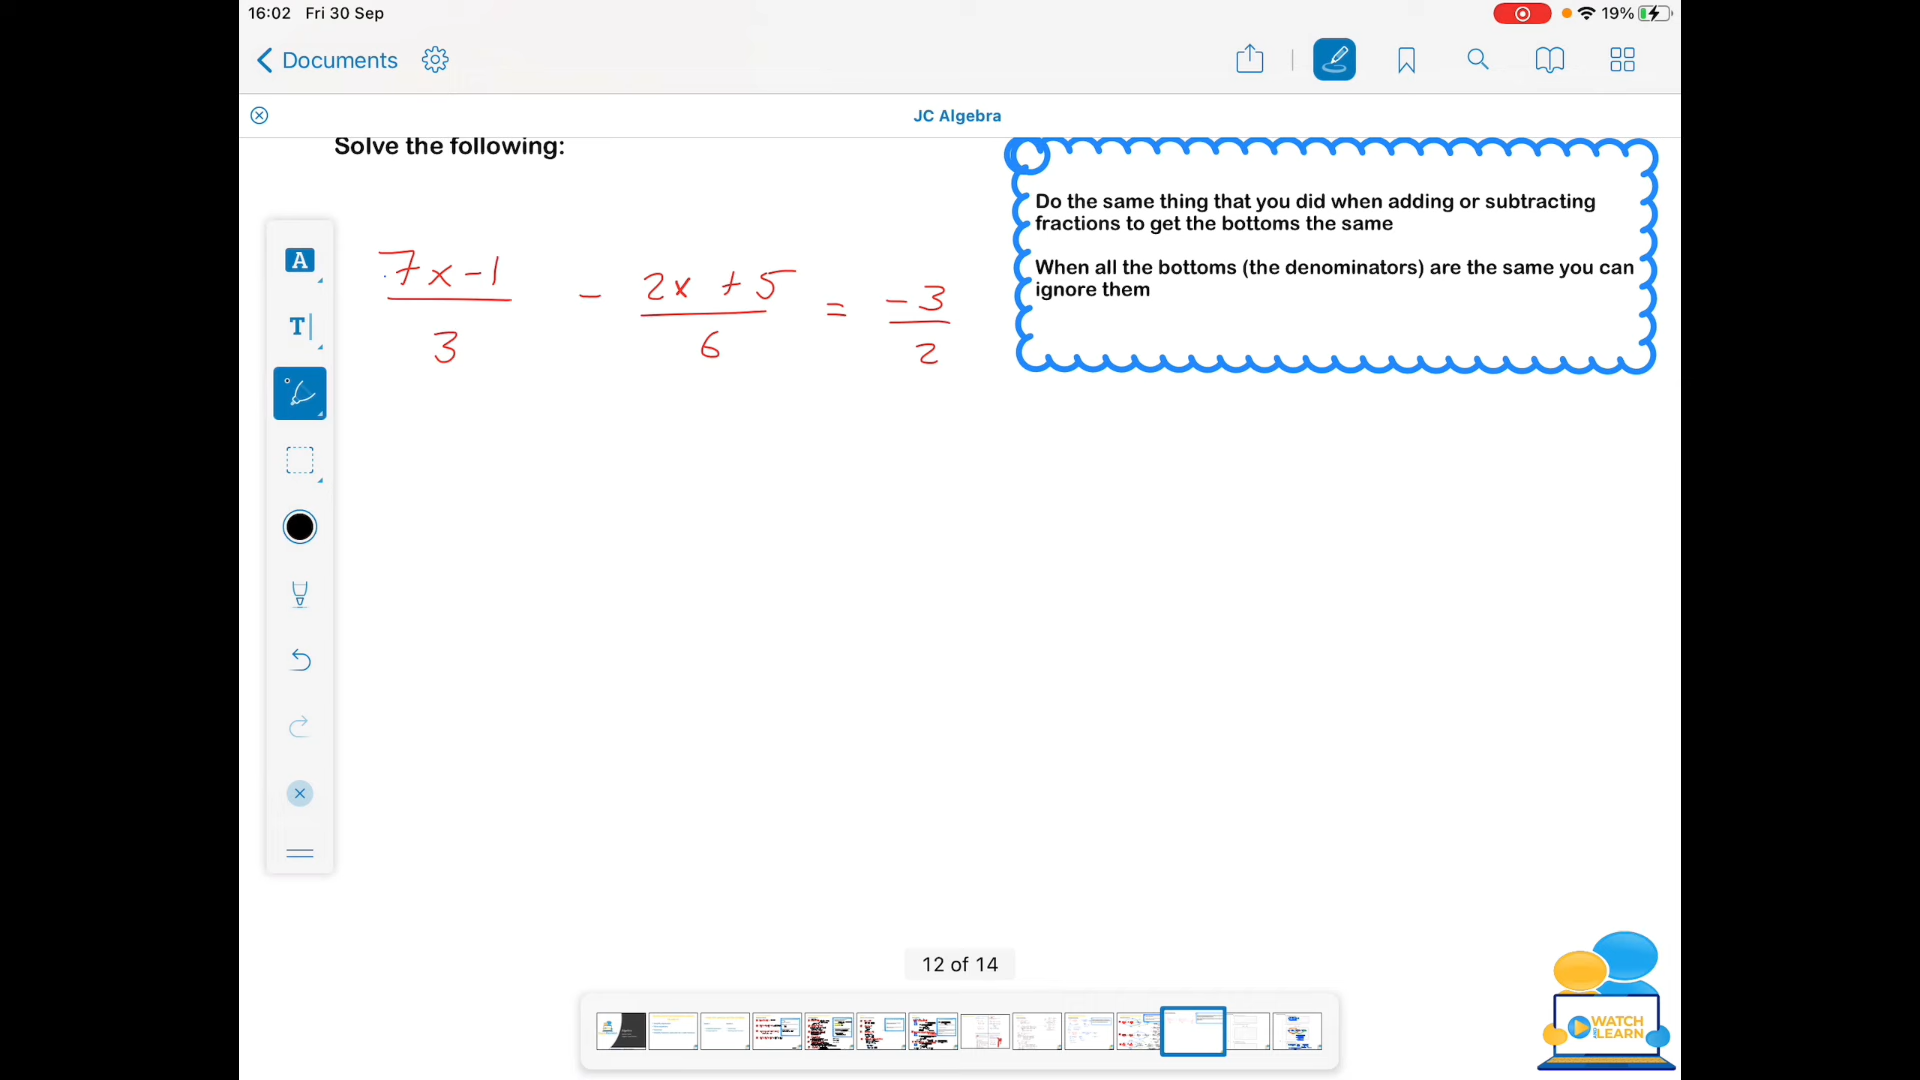 16:02 Fri 30 Sep
19%
Documents
JC Algebra
Solve the following:
Do the same thing that you did when adding or subtracting
fractions to get the bottoms the same
When all the bottoms (the denominators) are the same you can
ignore them
7x-1 - 2x + 5 = -3
3 6 2
A
T
12 of 14
WATCH
LEARN